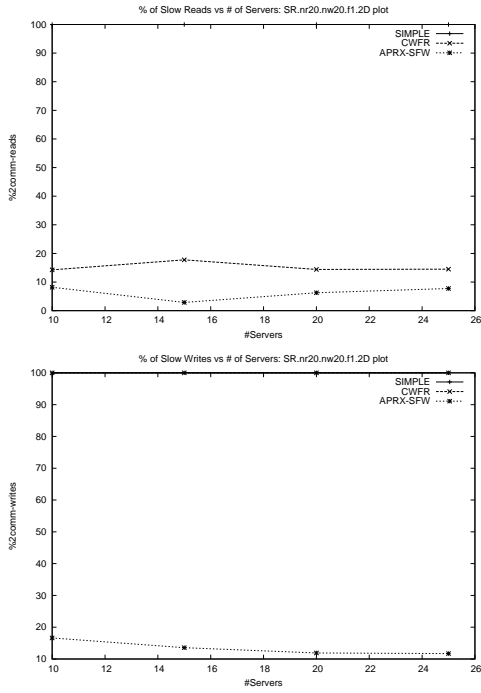 % of Slow Reads vs # of Servers: SR.nr20.nw20.f1.2D plot
SIMPLE
CWFR
APRX-SFW
100
90
80
70
60
50
40
30
20
10
0
%2comm-reads
10 12 14 16 18 20 22 24 26
#Servers
% of Slow Writes vs # of Servers: SR.nr20.nw20.f1.2D plot
SIMPLE
CWFR
APRX-SFW
100
90
80
70
60
50
40
30
20
10
%2comm-writes
10 12 14 16 18 20 22 24 26
#Servers